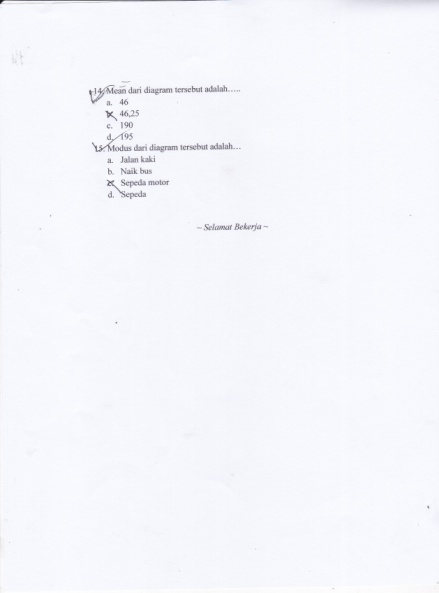 14. Mean dari diagram tersebut adalah.....
a. 46
b. 46,25
c. 190
d. 195
15. Modus dari diagram tersebut adalah...
a. Jalan kaki
b. Naik bus
c. Sepeda motor
d. Sepeda
~ Selamat Bekerja ~